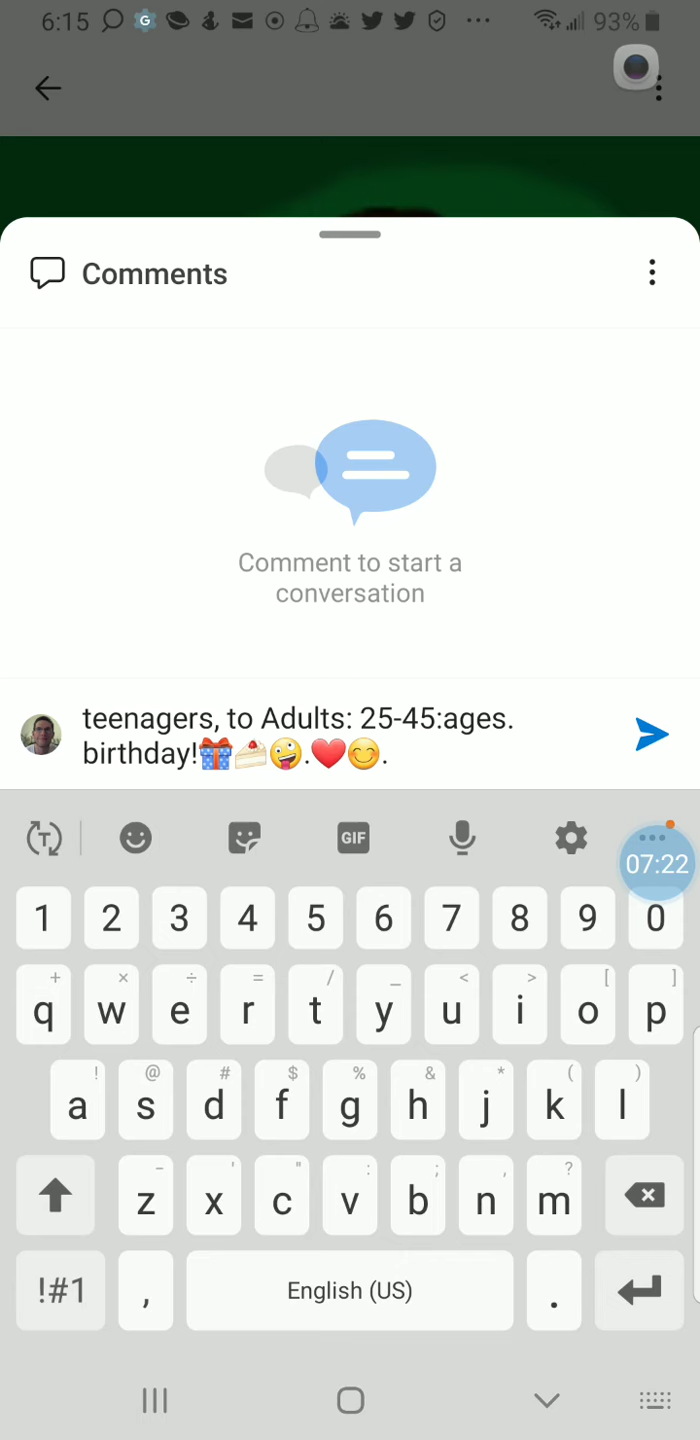 6:15
93%
Comments
Comment to start a
conversation
teenagers, to Adults: 25-45:ages.
birthday!🎁🍰🤪.❤️😊.
T
GIF
07:22
1 2 3 4 5 6 7 8 9 0
+ × ÷ = / _ < > [ ]
q w e r t y u i o p
! @ # $ % & * ( )
a s d f g h j k l
- ' " : ; , ?
z x c v b n m
!#1 , English (US) .